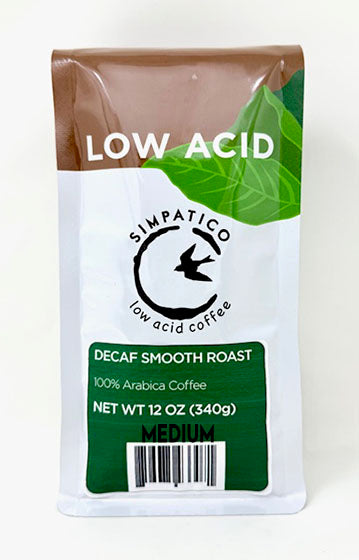 LOW ACID
SIMPATICO
low acid coffee
DECAF SMOOTH ROAST
100% Arabica Coffee
NET WT 12 OZ (340g)
MEDIUM